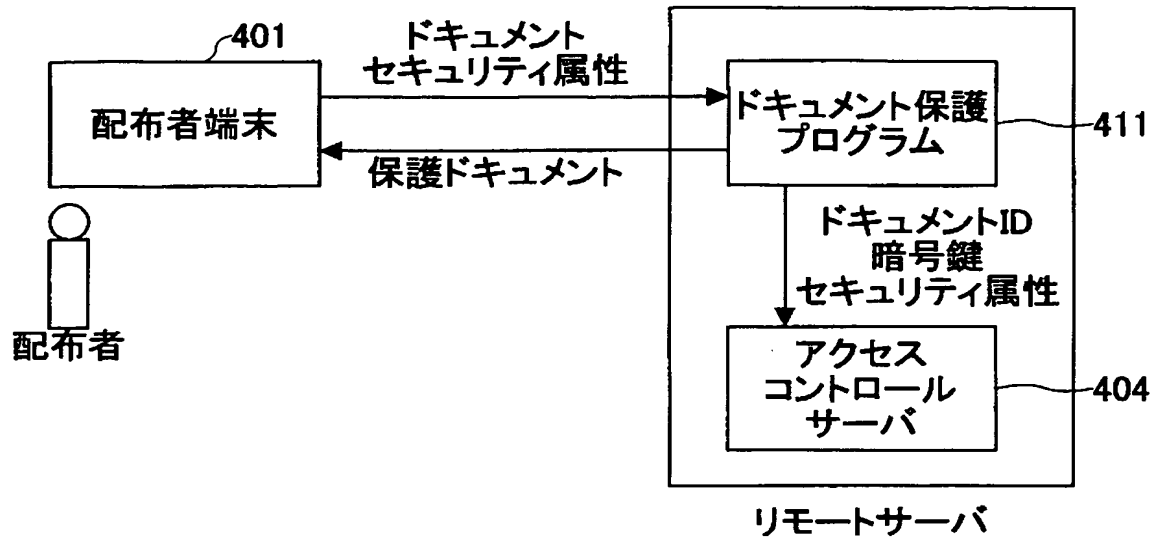 401
ドキュメント
セキュリティ属性
配布者端末
ドキュメント保護
プログラム
411
保護ドキュメント
ドキュメントID
暗号鍵
セキュリティ属性
配布者
アクセス
コントロール
サーバ
404
リモートサーバ